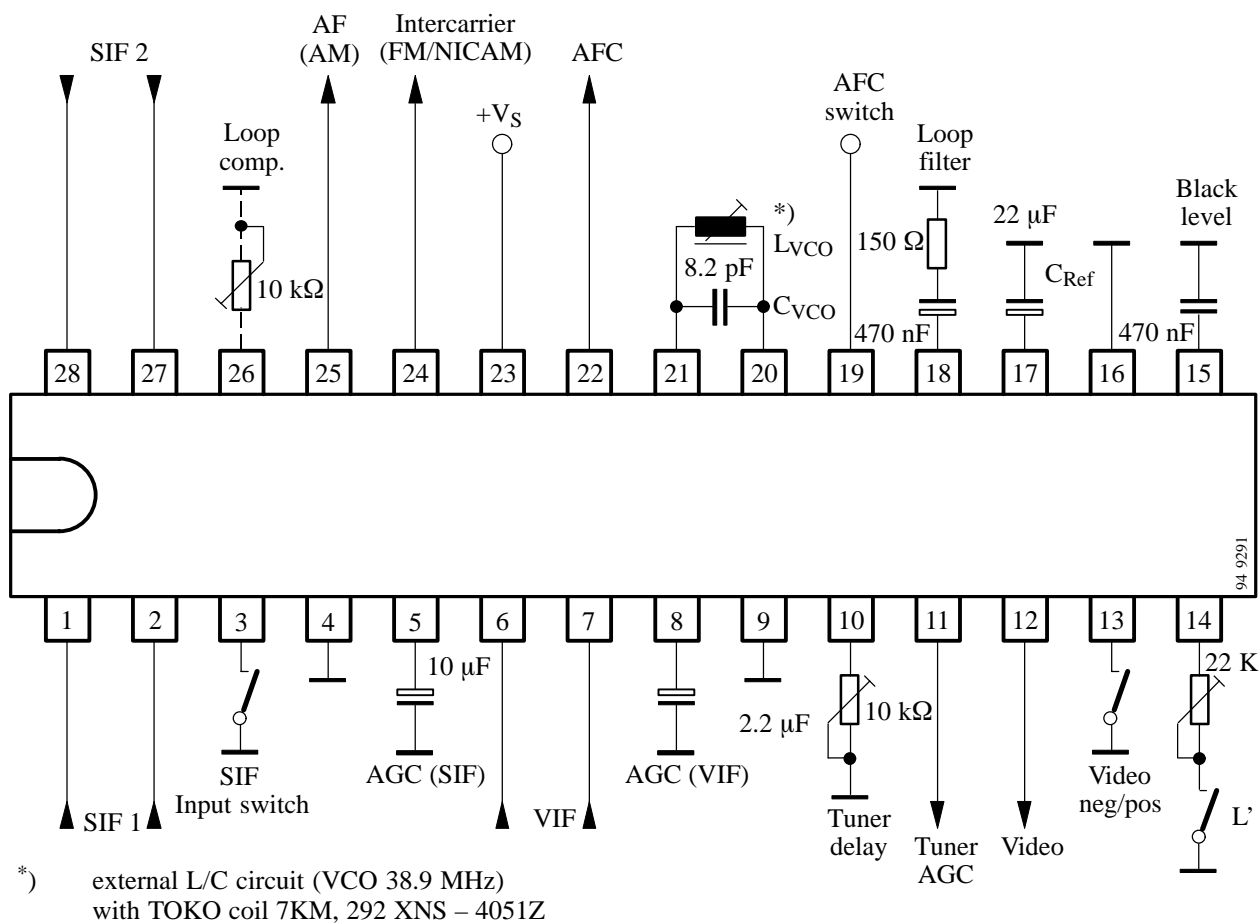 SIF 2
AF
(AM)
Intercarrier
(FM/NICAM)
AFC
+VS
AFC
switch
Loop
comp.
Loop
filter
Black
level
*)
LVCO
8.2 pF
CVCO
150 Ω
22 µF
CRef
10 kΩ
470 nF
470 nF
28 27 26 25 24 23 22 21 20 19 18 17 16 15
94 9291
1 2 3 4 5 6 7 8 9 10 11 12 13 14
10 µF
2.2 µF
10 kΩ
22 K
SIF
Input switch
AGC (SIF)
AGC (VIF)
Video
neg/pos
SIF 1
VIF
Tuner
delay
Tuner
AGC
Video
L’
*) external L/C circuit (VCO 38.9 MHz)
with TOKO coil 7KM, 292 XNS – 4051Z